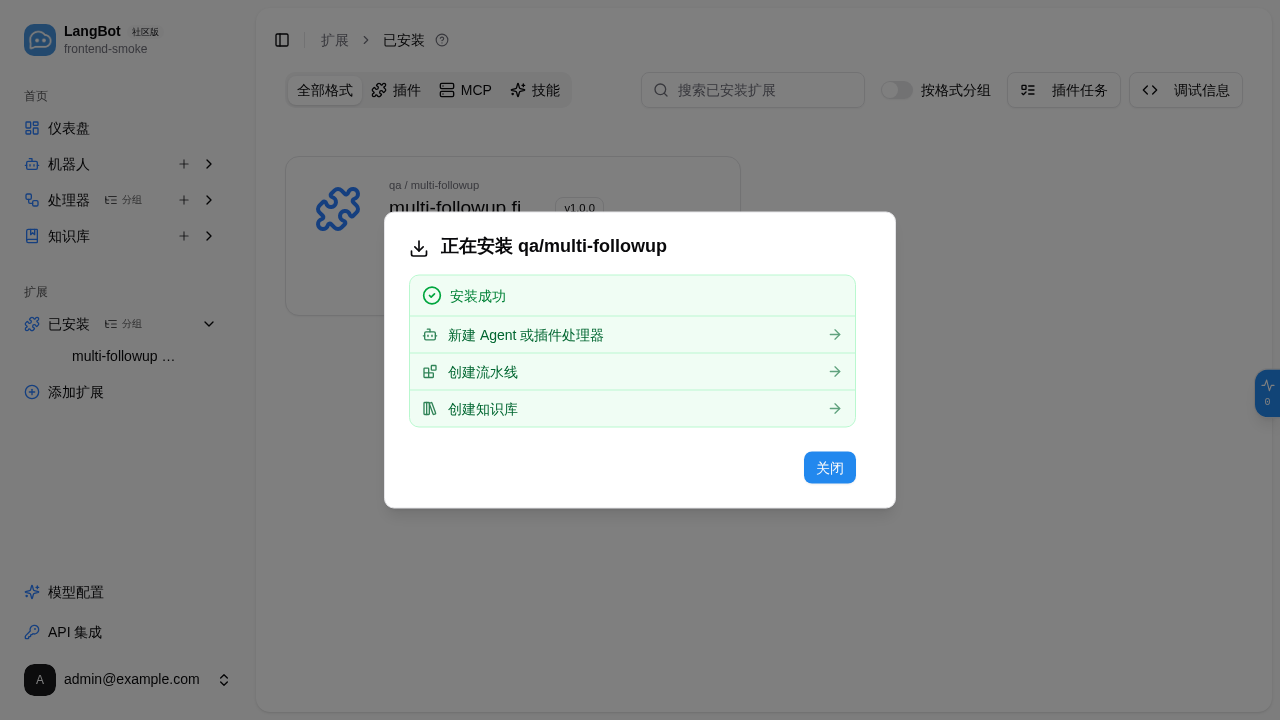 LangBot 社区版
frontend-smoke
首页
仪表盘
机器人
处理器 分组
知识库
扩展
已安装 分组
multi-followup …
添加扩展
模型配置
API 集成
A admin@example.com
扩展 已安装
全部格式 插件 MCP 技能 搜索已安装扩展 按格式分组 插件任务 调试信息
qa / multi-followup
multi-followup fi v1.0.0
正在安装 qa/multi-followup
安装成功
新建 Agent 或插件处理器
创建流水线
创建知识库
关闭
0